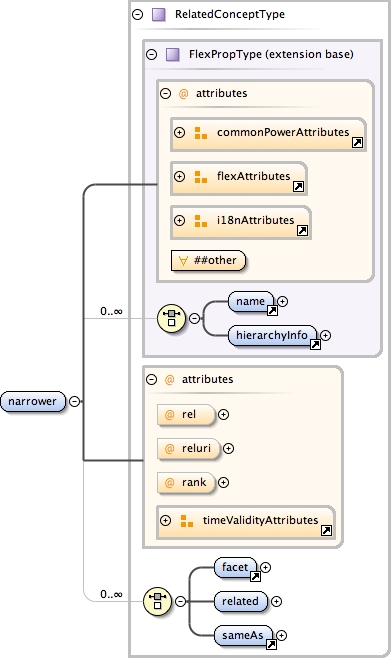 RelatedConceptType
FlexPropType (extension base)
@ attributes
commonPowerAttributes
flexAttributes
i18nAttributes
##other
0..∞
name
hierarchyInfo
narrower
@ attributes
@ rel
@ reluri
@ rank
timeValidityAttributes
0..∞
facet
related
sameAs